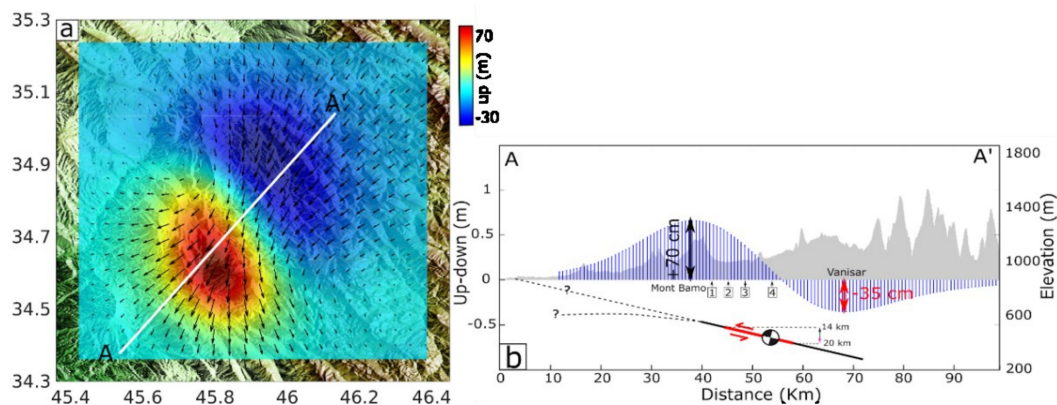 a
35.3
35.1
34.9
34.7
34.5
34.3
45.4 45.6 45.8 46 46.2 46.4
A
A'
70
up (m)
-30
A
A'
1
0.5
0
-0.5
Up-down (m)
1800
1400
1000
600
200
Elevation (m)
+70 cm
Mont Bamo
1 2 3 4
Vanisar
-35 cm
?
?
14 km
20 km
b
0 10 20 30 40 50 60 70 80 90
Distance (Km)